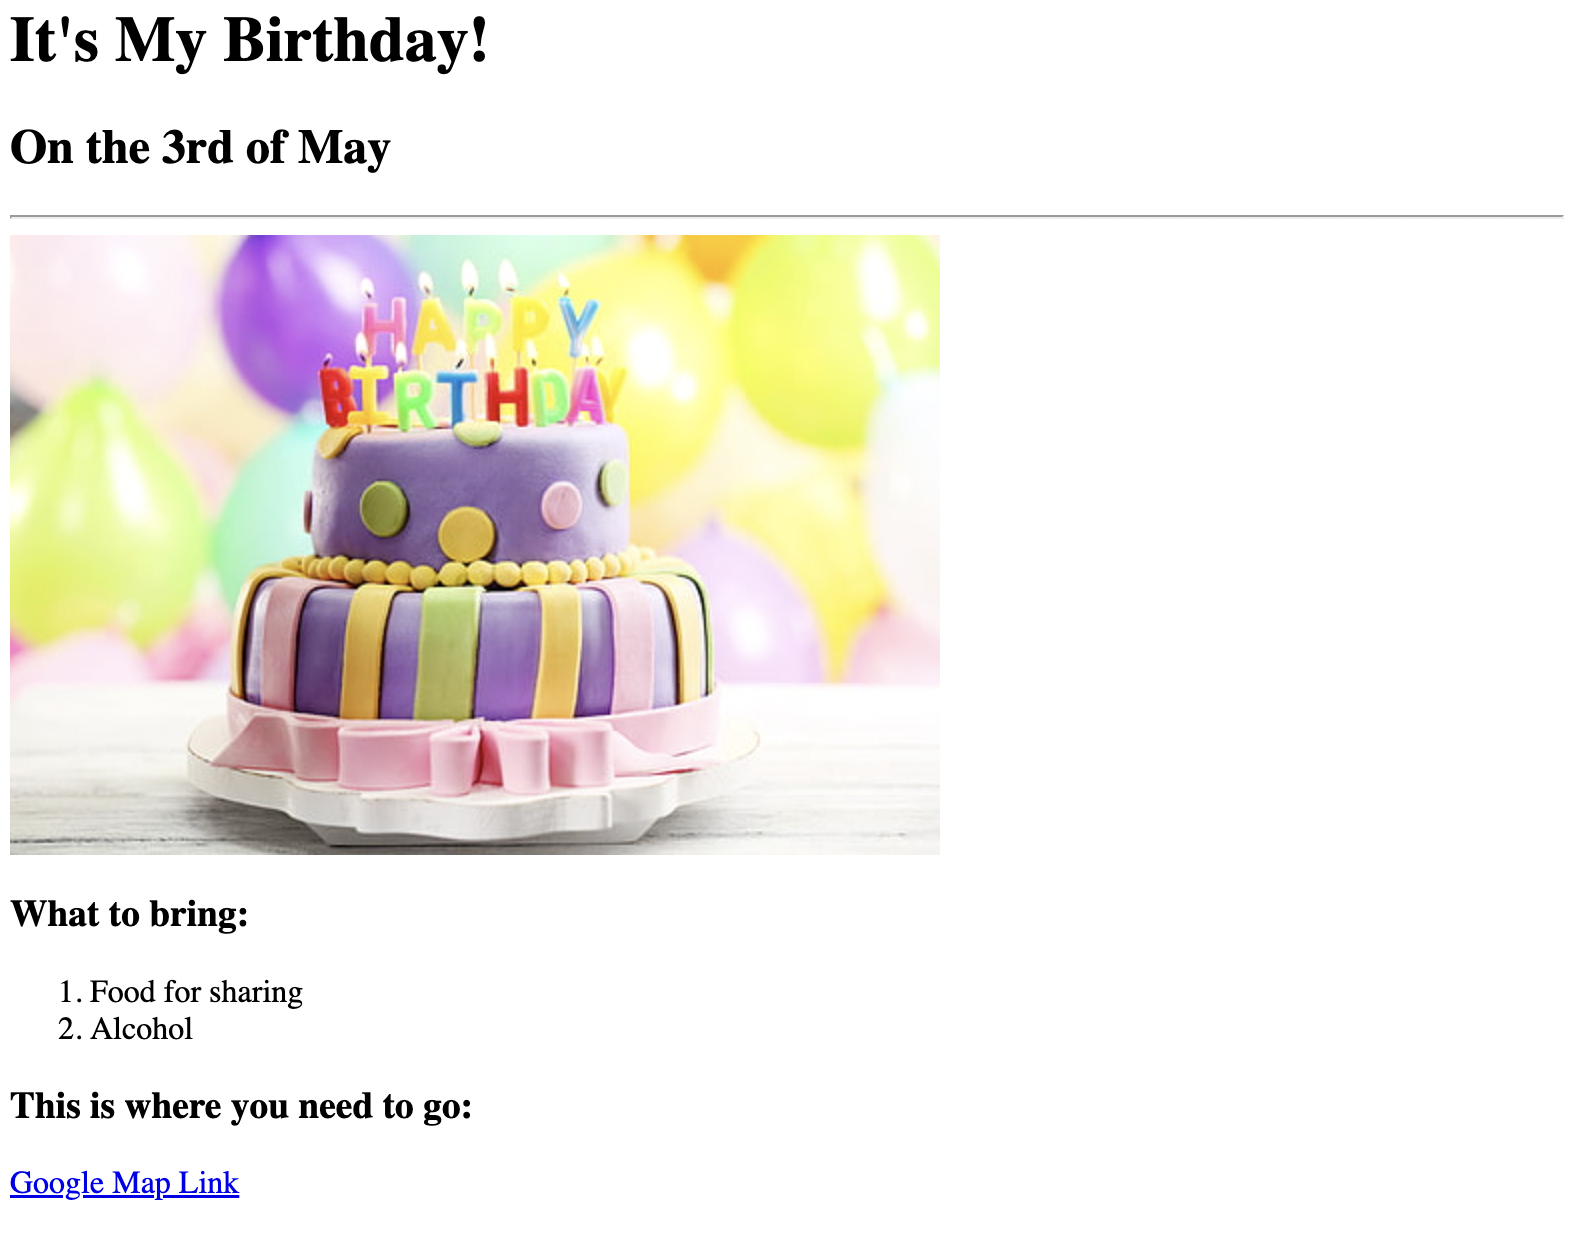 It's My Birthday!
On the 3rd of May
HAPPY
BIRTHDAY
What to bring:
1. Food for sharing
2. Alcohol
This is where you need to go:
Google Map Link